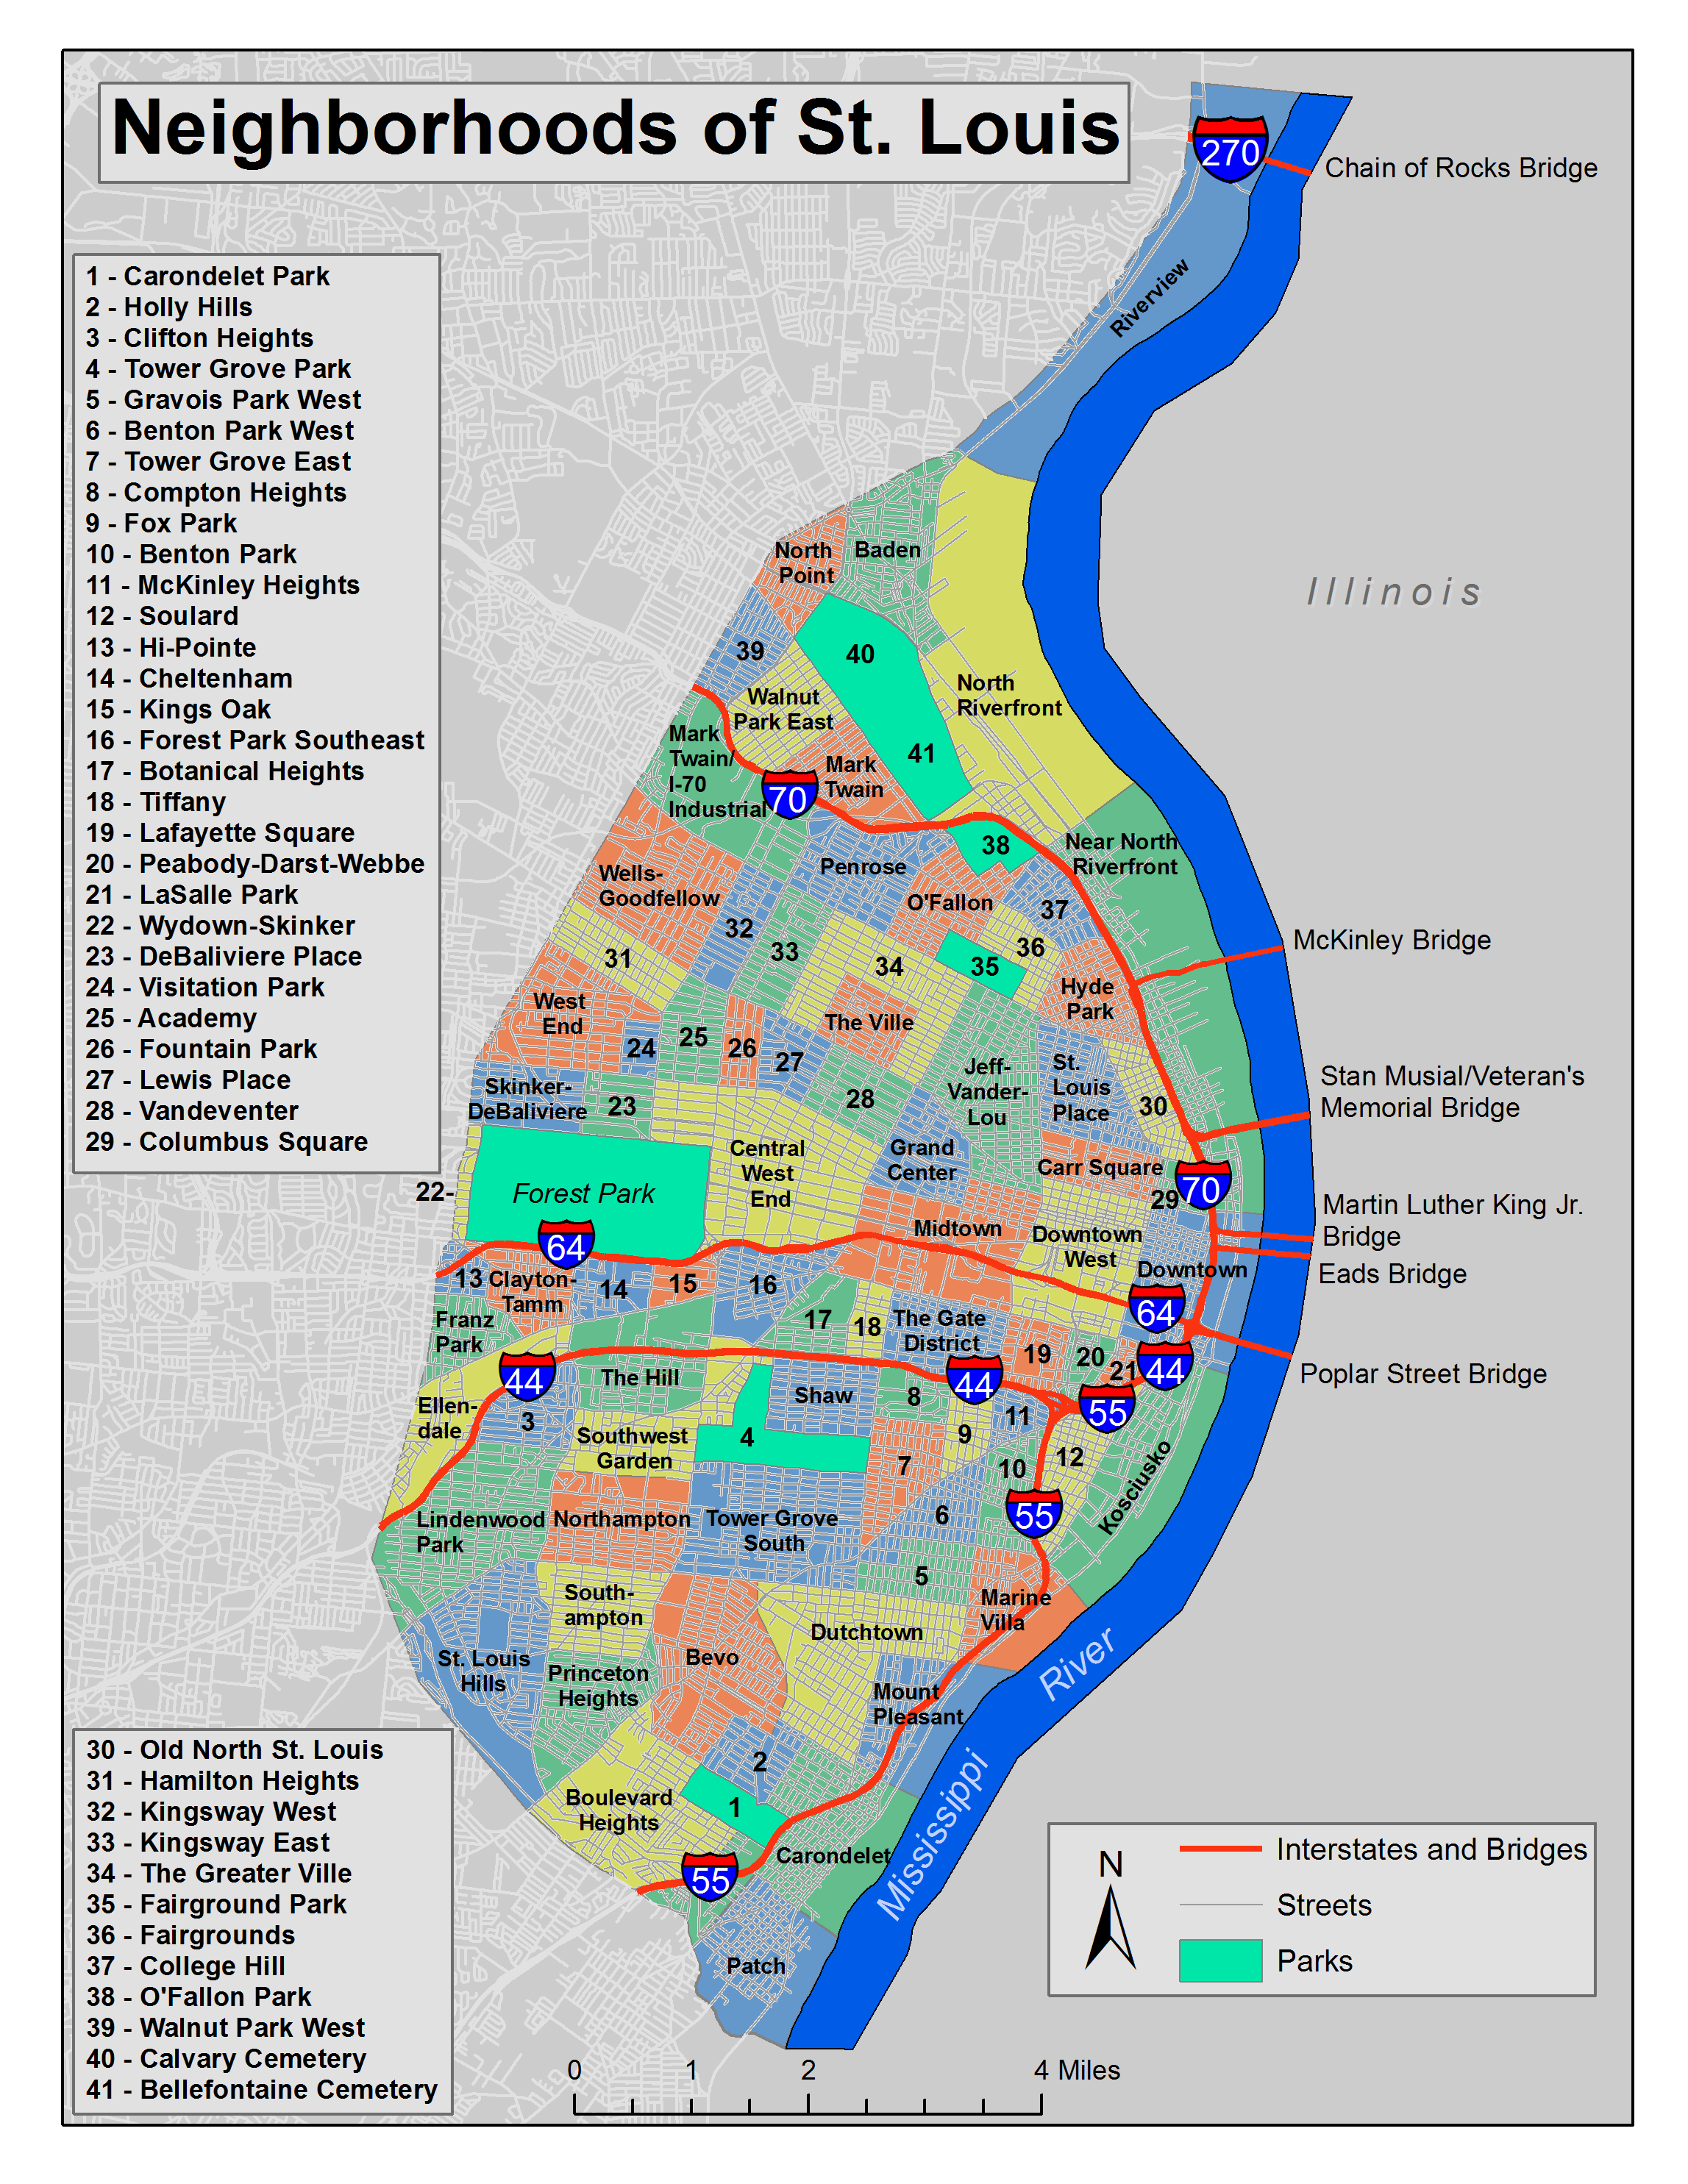 Neighborhoods of St. Louis
270
Chain of Rocks Bridge
1 - Carondelet Park
2 - Holly Hills
3 - Clifton Heights
4 - Tower Grove Park
5 - Gravois Park West
6 - Benton Park West
7 - Tower Grove East
8 - Compton Heights
9 - Fox Park
10 - Benton Park
11 - McKinley Heights
12 - Soulard
13 - Hi-Pointe
14 - Cheltenham
15 - Kings Oak
16 - Forest Park Southeast
17 - Botanical Heights
18 - Tiffany
19 - Lafayette Square
20 - Peabody-Darst-Webbe
21 - LaSalle Park
22 - Wydown-Skinker
23 - DeBaliviere Place
24 - Visitation Park
25 - Academy
26 - Fountain Park
27 - Lewis Place
28 - Vandeventer
29 - Columbus Square
Riverview
North
Point
Baden
Illinois
39
40
Walnut
Park East
North
Riverfront
Mark
Twain/
I-70
Industrial
70
Mark
Twain
41
38
Near North
Riverfront
Penrose
Wells-
Goodfellow
O'Fallon
37
32
33
31
34
35
36
McKinley Bridge
West
End
The Ville
Hyde
Park
24
25
26
27
Skinker-
DeBaliviere
23
28
Jeff-
Vander-
Lou
St.
Louis
Place
30
Stan Musial/Veteran's
Memorial Bridge
Central
West
End
Grand
Center
Carr Square
22-
Forest Park
29
70
Martin Luther King Jr.
Bridge
64
Midtown
Downtown
West
Downtown
Eads Bridge
13
Clayton-
Tamm
14
15
16
64
Franz
Park
17
18
The Gate
District
19
20
21
44
Poplar Street Bridge
44
The Hill
Shaw
8
44
55
Ellen-
dale
3
Southwest
Garden
4
7
9
11
10
12
Kosciusko
Lindenwood
Park
Northampton
Tower Grove
South
6
55
5
South-
ampton
Marine
Villa
Dutchtown
St. Louis
Hills
Princeton
Heights
Bevo
Mount
Pleasant
River
Mississippi
2
Boulevard
Heights
1
55
Carondelet
Patch
30 - Old North St. Louis
31 - Hamilton Heights
32 - Kingsway West
33 - Kingsway East
34 - The Greater Ville
35 - Fairground Park
36 - Fairgrounds
37 - College Hill
38 - O'Fallon Park
39 - Walnut Park West
40 - Calvary Cemetery
41 - Bellefontaine Cemetery
N
Interstates and Bridges
Streets
Parks
0 1 2 4 Miles